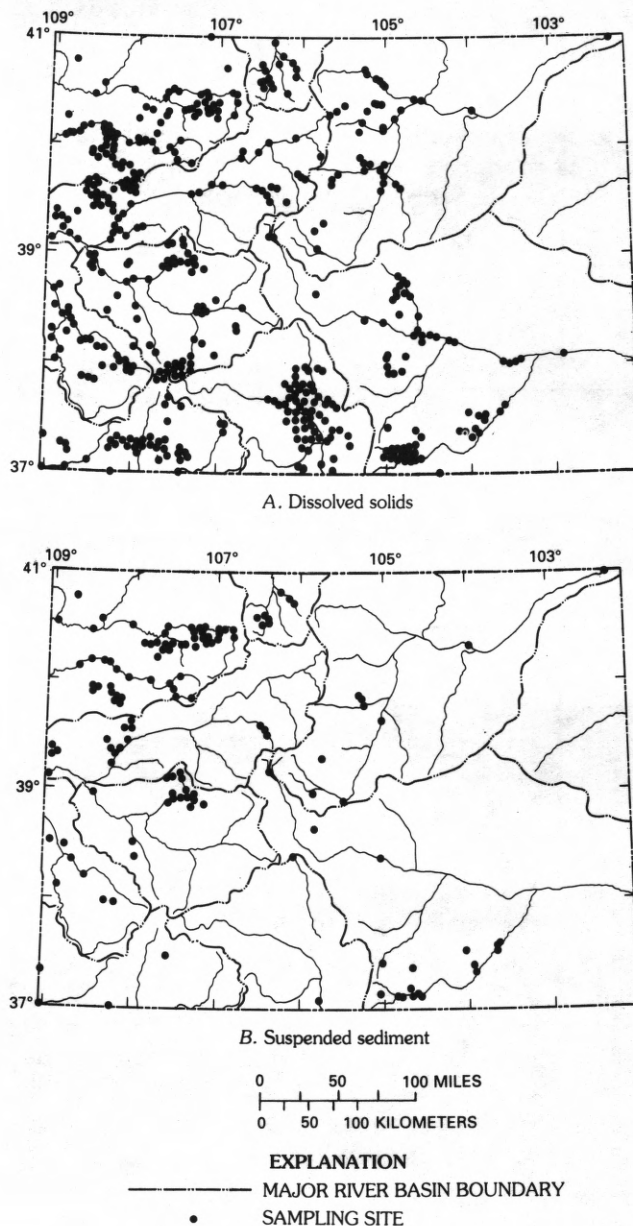 109° 107° 105° 103°
41°
39°
37°
A. Dissolved solids
109° 107° 105° 103°
41°
39°
37°
B. Suspended sediment
0 50 100 MILES
0 50 100 KILOMETERS
EXPLANATION
MAJOR RIVER BASIN BOUNDARY
SAMPLING SITE